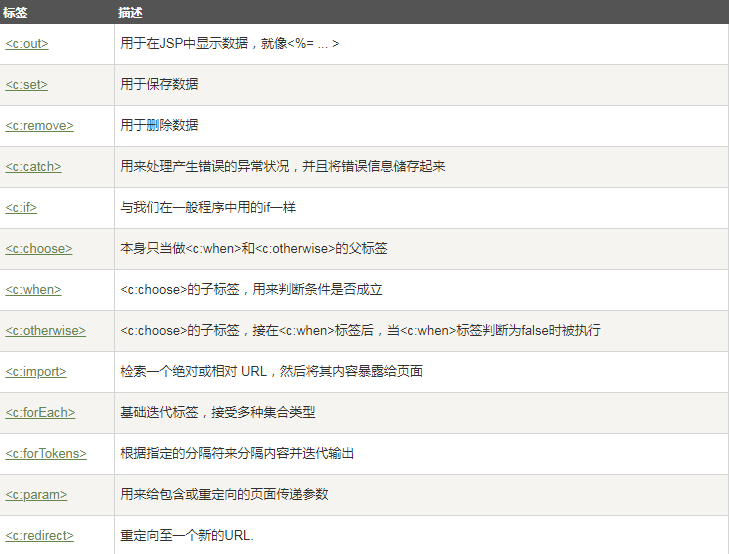 标签 描述
<c:out> 用于在JSP中显示数据，就像<%= ... >
<c:set> 用于保存数据
<c:remove> 用于删除数据
<c:catch> 用来处理产生错误的异常状况，并且将错误信息储存起来
<c:if> 与我们在一般程序中用的if一样
<c:choose> 本身只当做<c:when>和<c:otherwise>的父标签
<c:when> <c:choose>的子标签，用来判断条件是否成立
<c:otherwise> <c:choose>的子标签，接在<c:when>标签后，当<c:when>标签判断为false时被执行
<c:import> 检索一个绝对或相对 URL，然后将其内容暴露给页面
<c:forEach> 基础迭代标签，接受多种集合类型
<c:forTokens> 根据指定的分隔符来分隔内容并迭代输出
<c:param> 用来给包含或重定向的页面传递参数
<c:redirect> 重定向至一个新的URL.